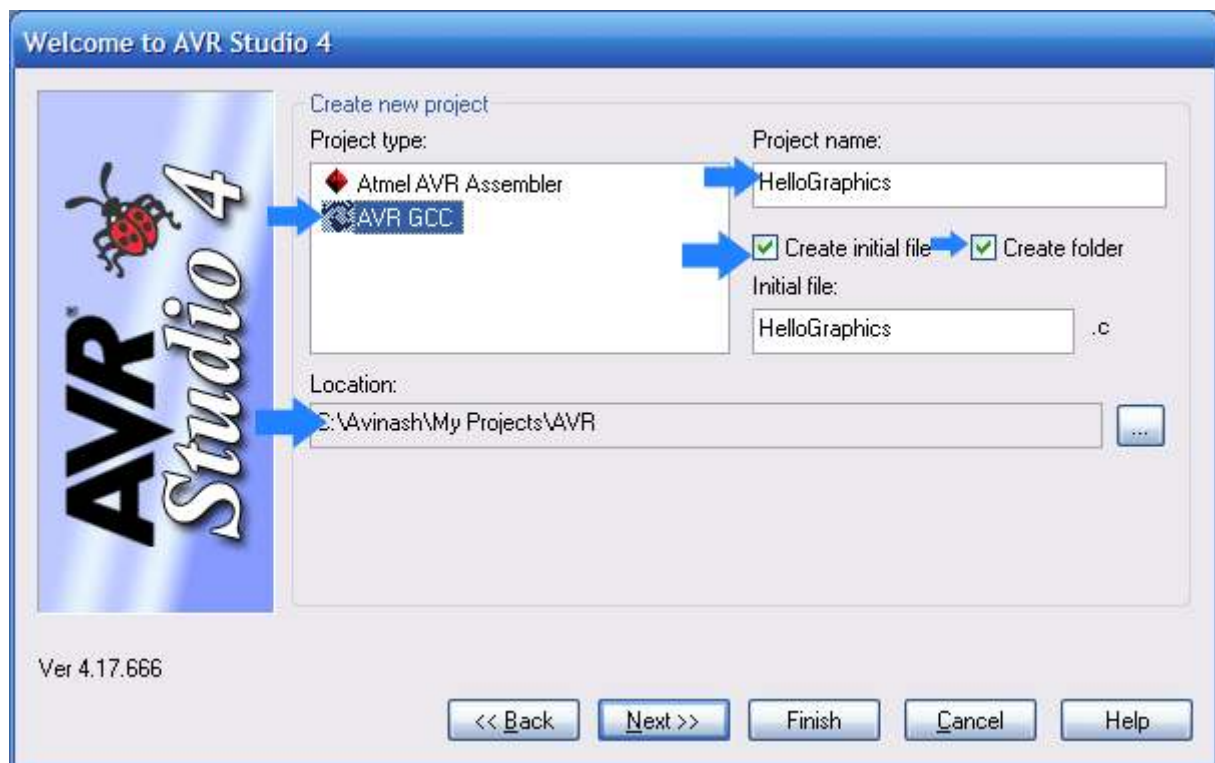 Welcome to AVR Studio 4
AVR® Studio 4
Create new project
Project type:
Atmel AVR Assembler
AVR GCC
Project name:
HelloGraphics
Create initial file
Create folder
Initial file:
HelloGraphics
.c
Location:
:\Avinash\My Projects\AVR
...
Ver 4.17.666
<< Back
Next >>
Finish
Cancel
Help